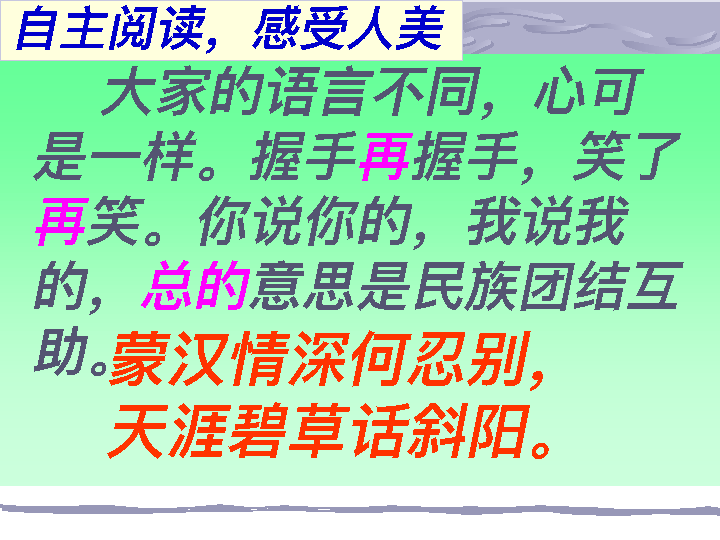 自主阅读，感受人美
大家的语言不同，心可
是一样。握手再握手，笑了
再笑。你说你的，我说我
的，总的意思是民族团结互
助。
蒙汉情深何忍别，
天涯碧草话斜阳。